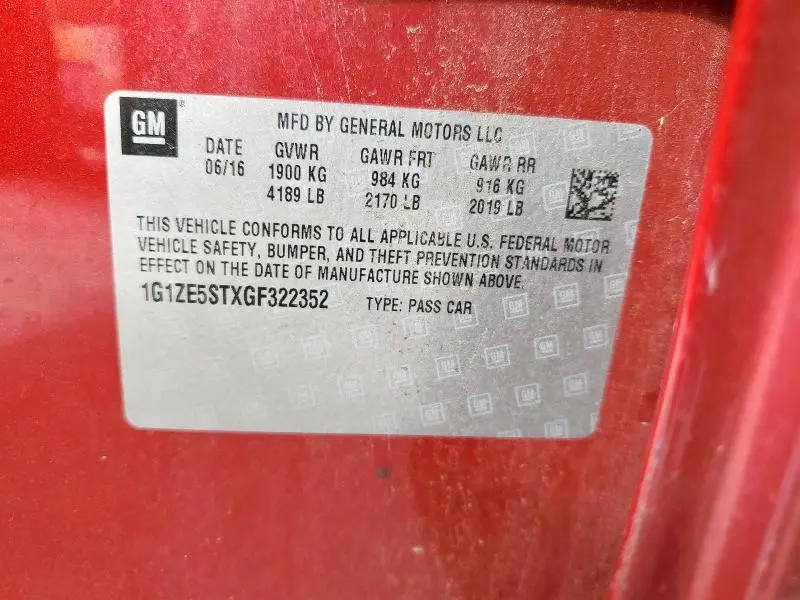 GM
MFD BY GENERAL MOTORS LLC
DATE GVWR GAWR FRT GAWR RR
06/16 1900 KG 984 KG 916 KG
4189 LB 2170 LB 2019 LB
THIS VEHICLE CONFORMS TO ALL APPLICABLE U.S. FEDERAL MOTOR
VEHICLE SAFETY, BUMPER, AND THEFT PREVENTION STANDARDS IN
EFFECT ON THE DATE OF MANUFACTURE SHOWN ABOVE.
1G1ZE5STXGF322352 TYPE: PASS CAR